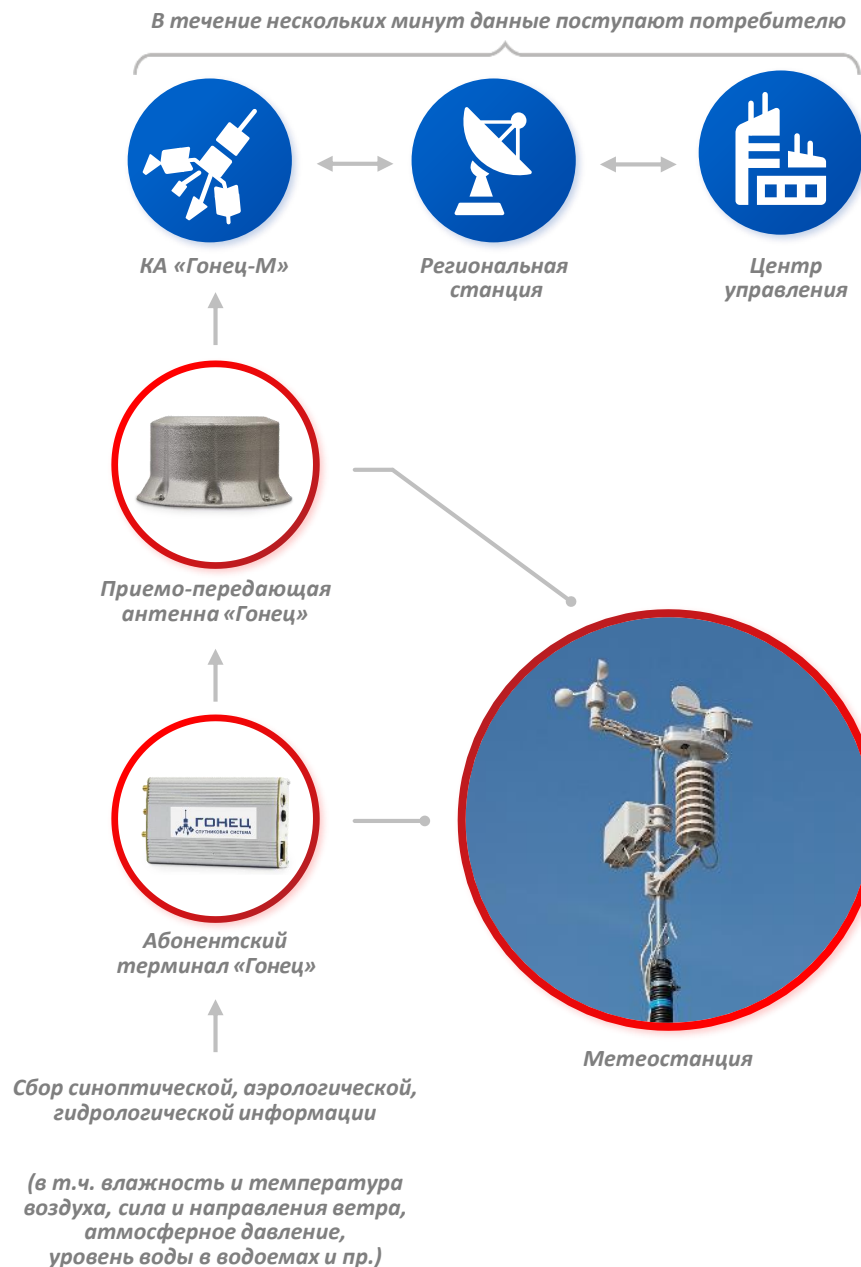 В течение нескольких минут данные поступают потребителю
КА «Гонец-М»
Региональная
станция
Центр
управления
Приемо-передающая
антенна «Гонец»
ГОНЕЦ
СПУТНИКОВАЯ СИСТЕМА
Абонентский
терминал «Гонец»
Метеостанция
Сбор синоптической, аэрологической,
гидрологической информации
(в т.ч. влажность и температура
воздуха, сила и направления ветра,
атмосферное давление,
уровень воды в водоемах и пр.)